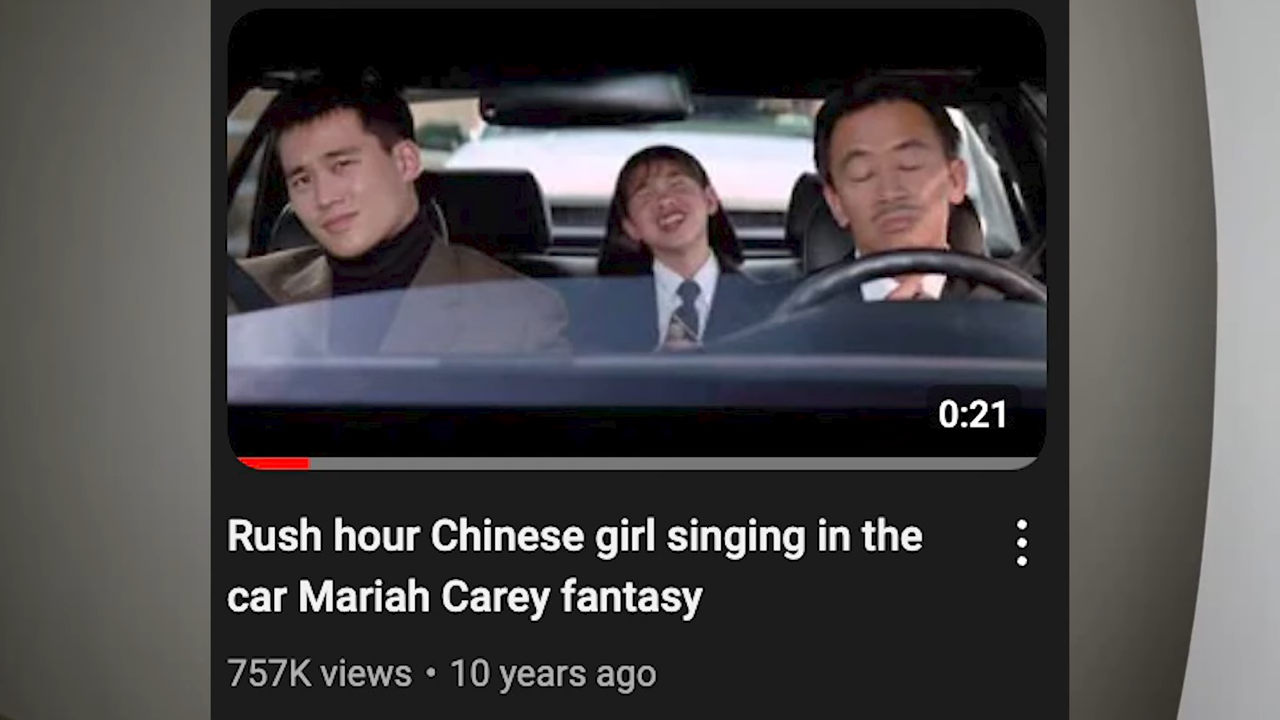 0:21
Rush hour Chinese girl singing in the
car Mariah Carey fantasy
757K views • 10 years ago